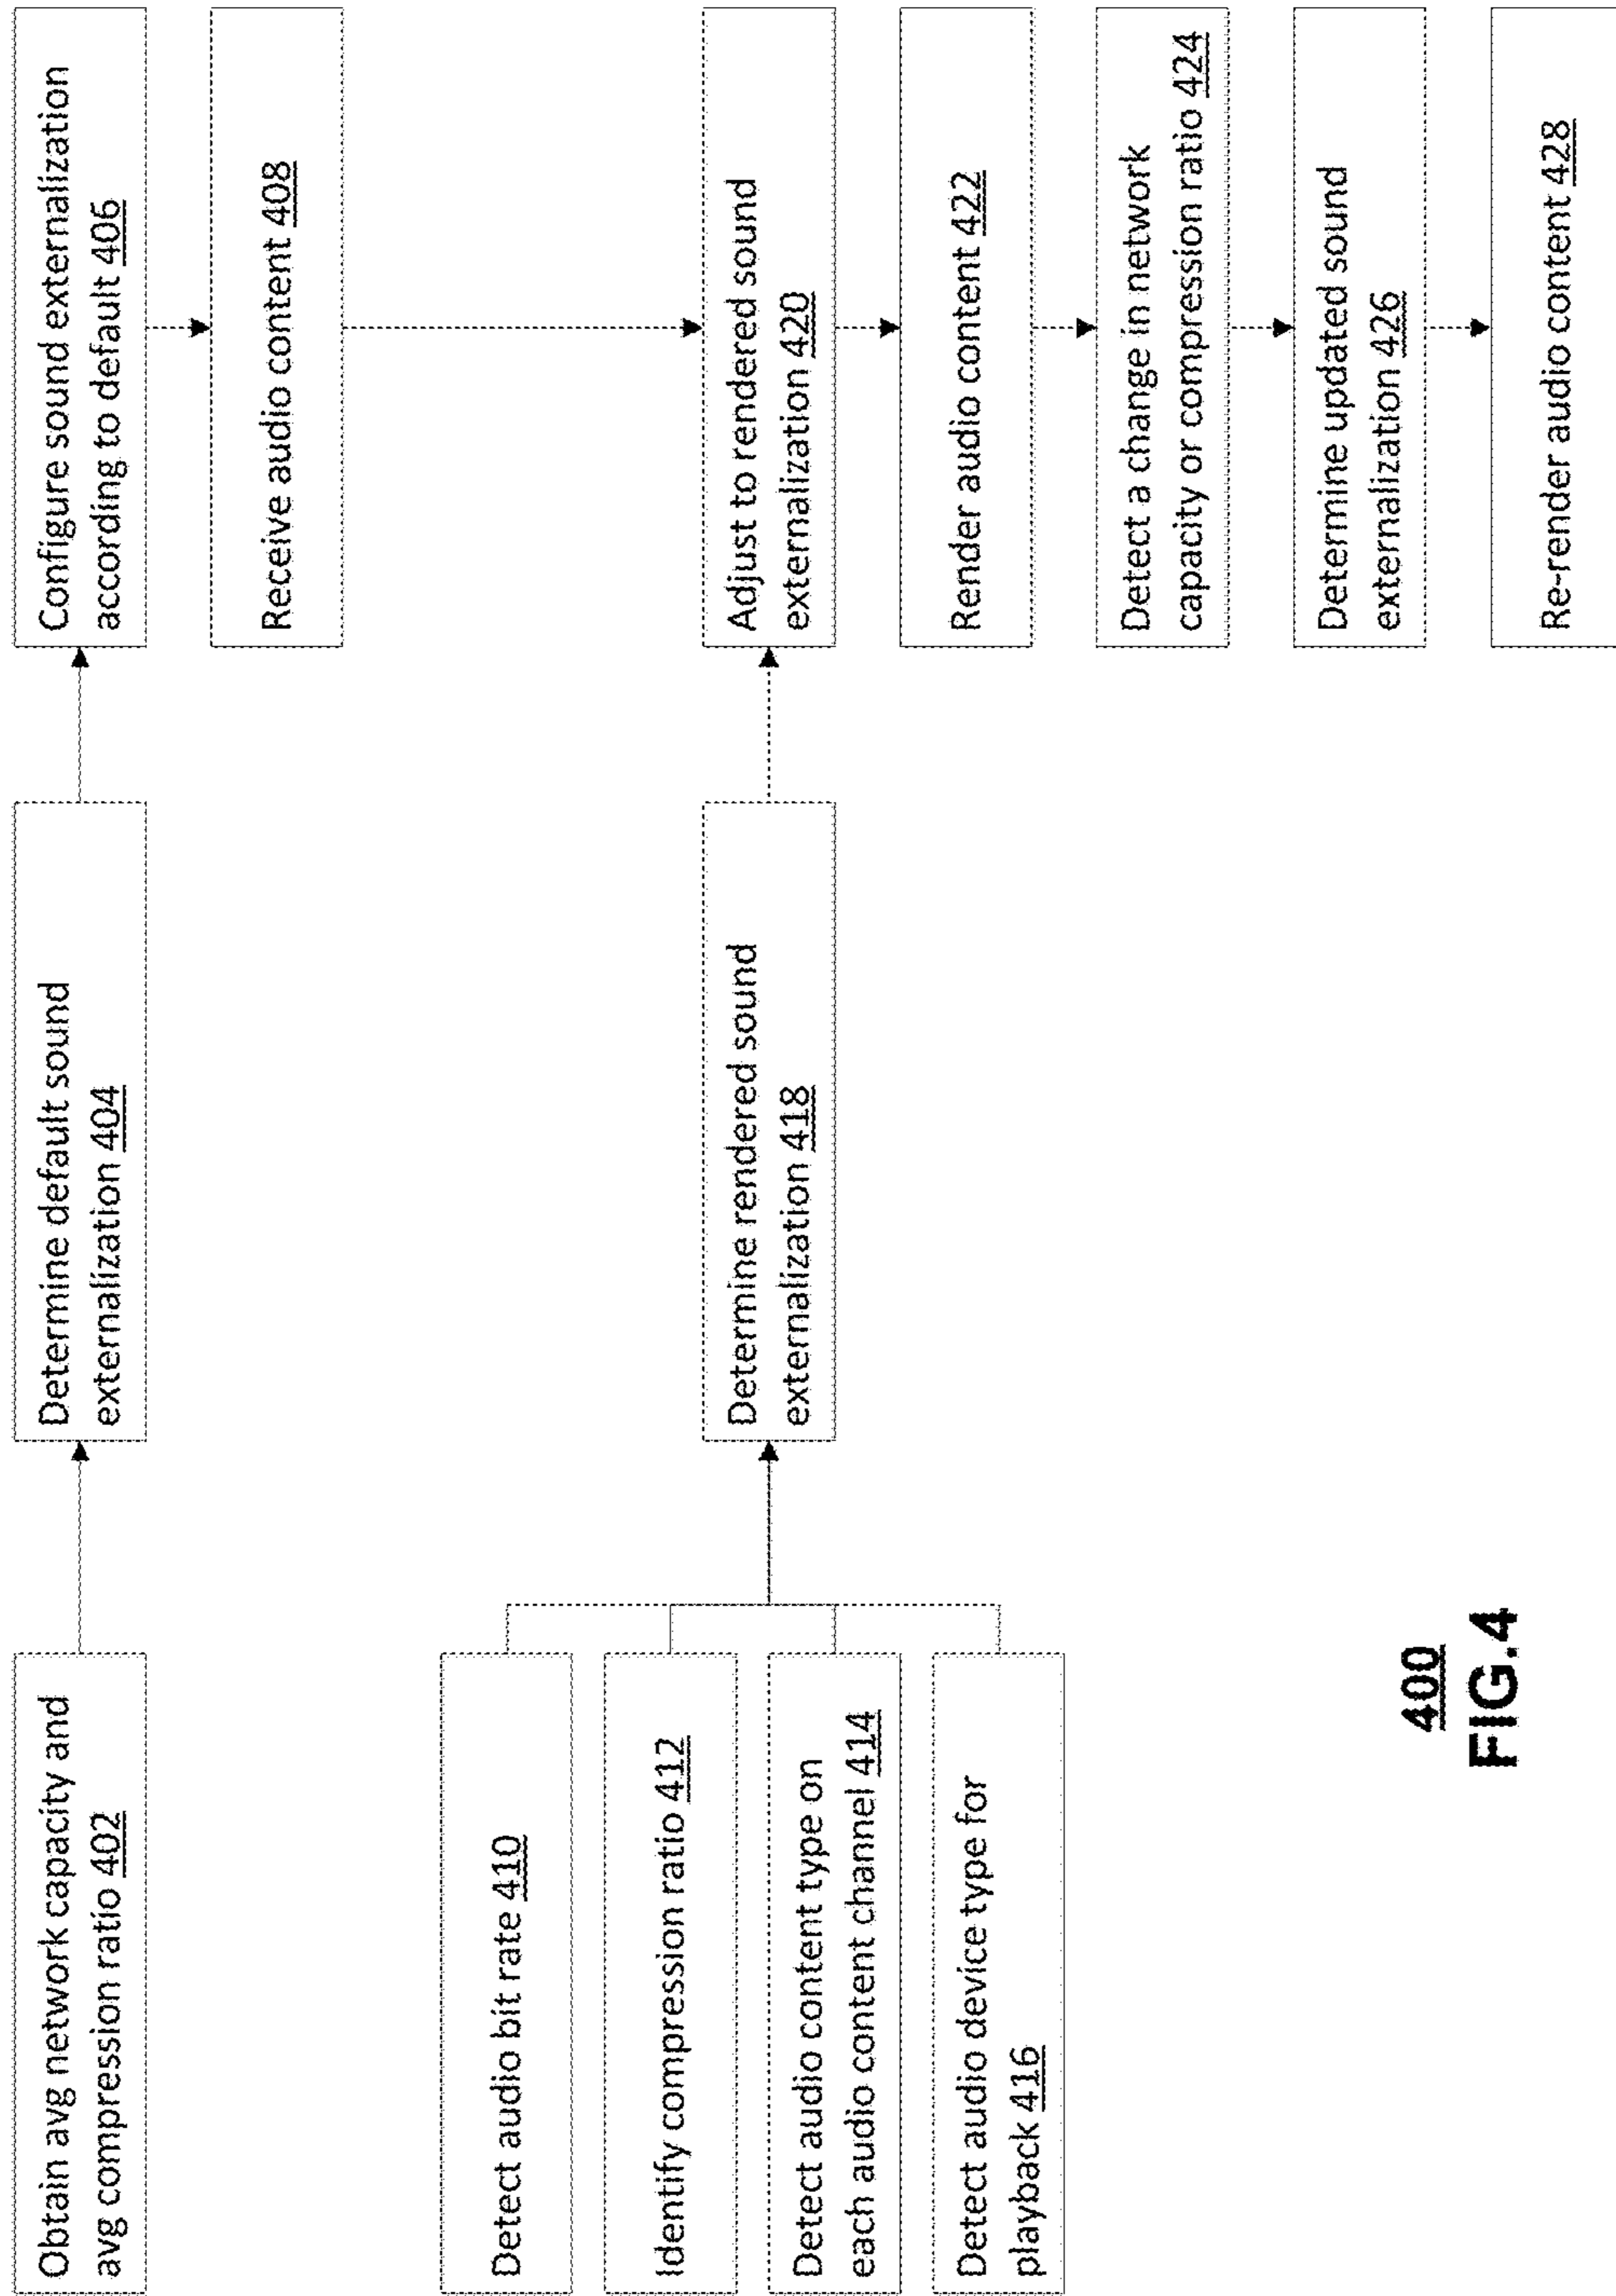 Obtain avg network capacity and
avg compression ratio 402
Determine default sound
externalization 404
Configure sound externalization
according to default 406
Receive audio content 408
Detect audio bit rate 410
Identify compression ratio 412
Detect audio content type on
each audio content channel 414
Detect audio device type for
playback 416
Determine rendered sound
externalization 418
Adjust to rendered sound
externalization 420
Render audio content 422
Detect a change in network
capacity or compression ratio 424
Determine updated sound
externalization 426
Re-render audio content 428
400
FIG.4